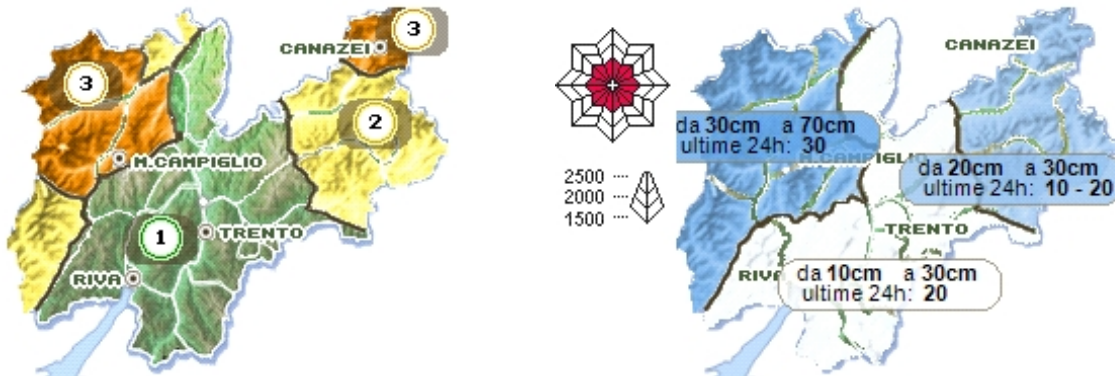 CANAZEI
3
3
2
M.CAMPIGLIO
1
TRENTO
RIVA
CANAZEI
da 30cm a 70cm
ultime 24h: 30
M.CAMPIGLIO
da 20cm a 30cm
ultime 24h: 10 - 20
2500
2000
1500
TRENTO
RIVA
da 10cm a 30cm
ultime 24h: 20